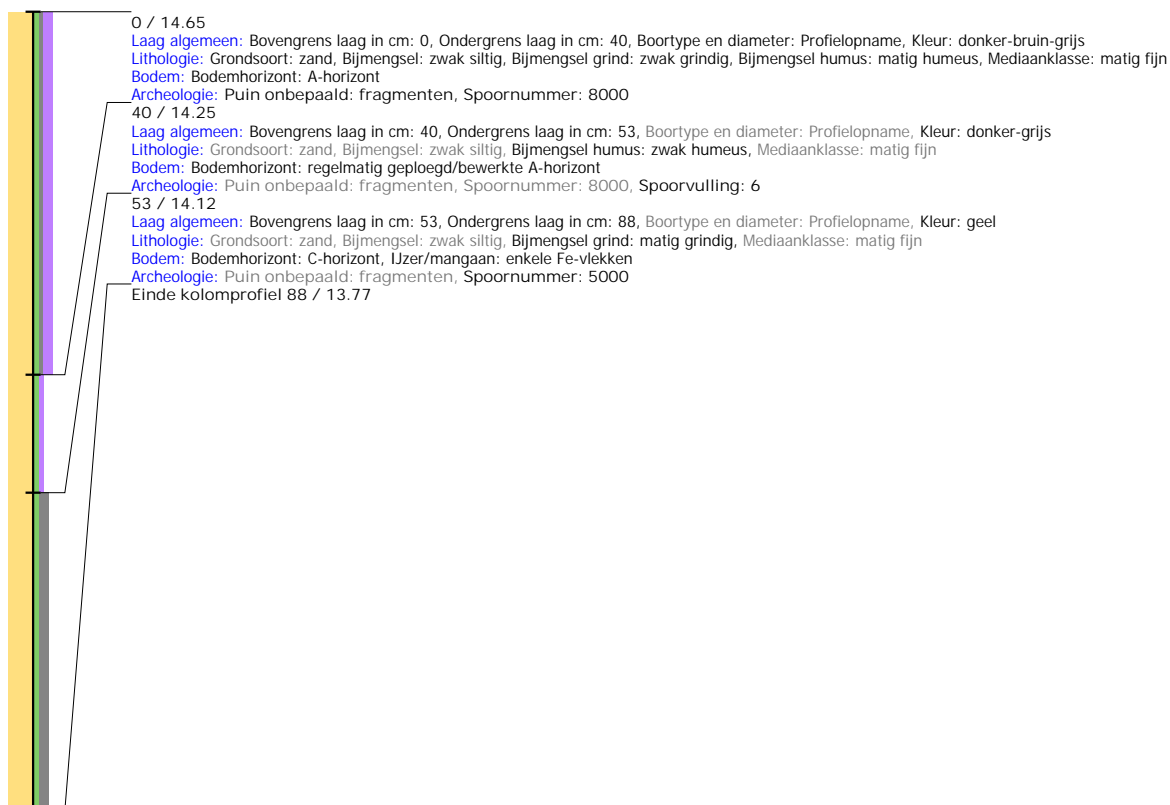 0 / 14.65
Laag algemeen: Bovengrens laag in cm: 0, Ondergrens laag in cm: 40, Boortype en diameter: Profielopname, Kleur: donker-bruin-grijs
Lithologie: Grondsoort: zand, Bijmengsel: zwak siltig, Bijmengsel grind: zwak grindig, Bijmengsel humus: matig humeus, Mediaanklasse: matig fijn
Bodem: Bodemhorizont: A-horizont
Archeologie: Puin onbepaald: fragmenten, Spoornummer: 8000
40 / 14.25
Laag algemeen: Bovengrens laag in cm: 40, Ondergrens laag in cm: 53, Boortype en diameter: Profielopname, Kleur: donker-grijs
Lithologie: Grondsoort: zand, Bijmengsel: zwak siltig, Bijmengsel humus: zwak humeus, Mediaanklasse: matig fijn
Bodem: Bodemhorizont: regelmatig geploegd/bewerkte A-horizont
Archeologie: Puin onbepaald: fragmenten, Spoornummer: 8000, Spoorvulling: 6
53 / 14.12
Laag algemeen: Bovengrens laag in cm: 53, Ondergrens laag in cm: 88, Boortype en diameter: Profielopname, Kleur: geel
Lithologie: Grondsoort: zand, Bijmengsel: zwak siltig, Bijmengsel grind: matig grindig, Mediaanklasse: matig fijn
Bodem: Bodemhorizont: C-horizont, IJzer/mangaan: enkele Fe-vlekken
Archeologie: Puin onbepaald: fragmenten, Spoornummer: 5000
Einde kolomprofiel 88 / 13.77